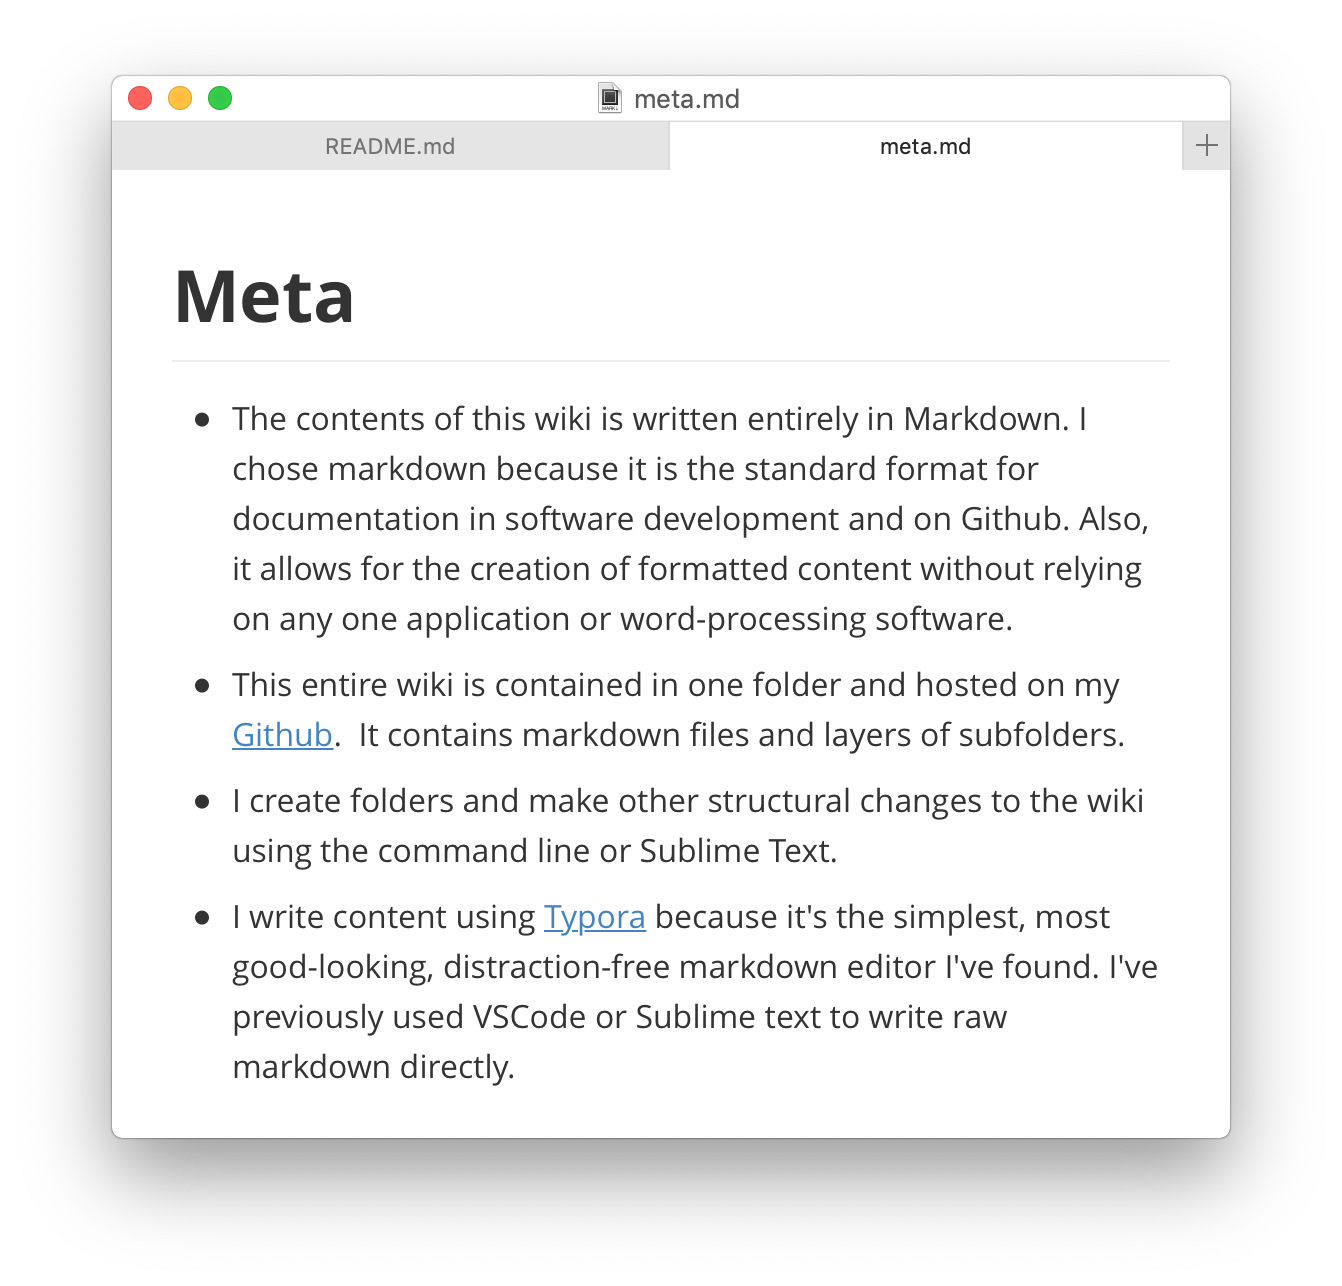 meta.md
README.md
meta.md
Meta
The contents of this wiki is written entirely in Markdown. I
chose markdown because it is the standard format for
documentation in software development and on Github. Also,
it allows for the creation of formatted content without relying
on any one application or word-processing software.
This entire wiki is contained in one folder and hosted on my
Github.  It contains markdown files and layers of subfolders.
I create folders and make other structural changes to the wiki
using the command line or Sublime Text.
I write content using Typora because it's the simplest, most
good-looking, distraction-free markdown editor I've found. I've
previously used VSCode or Sublime text to write raw
markdown directly.